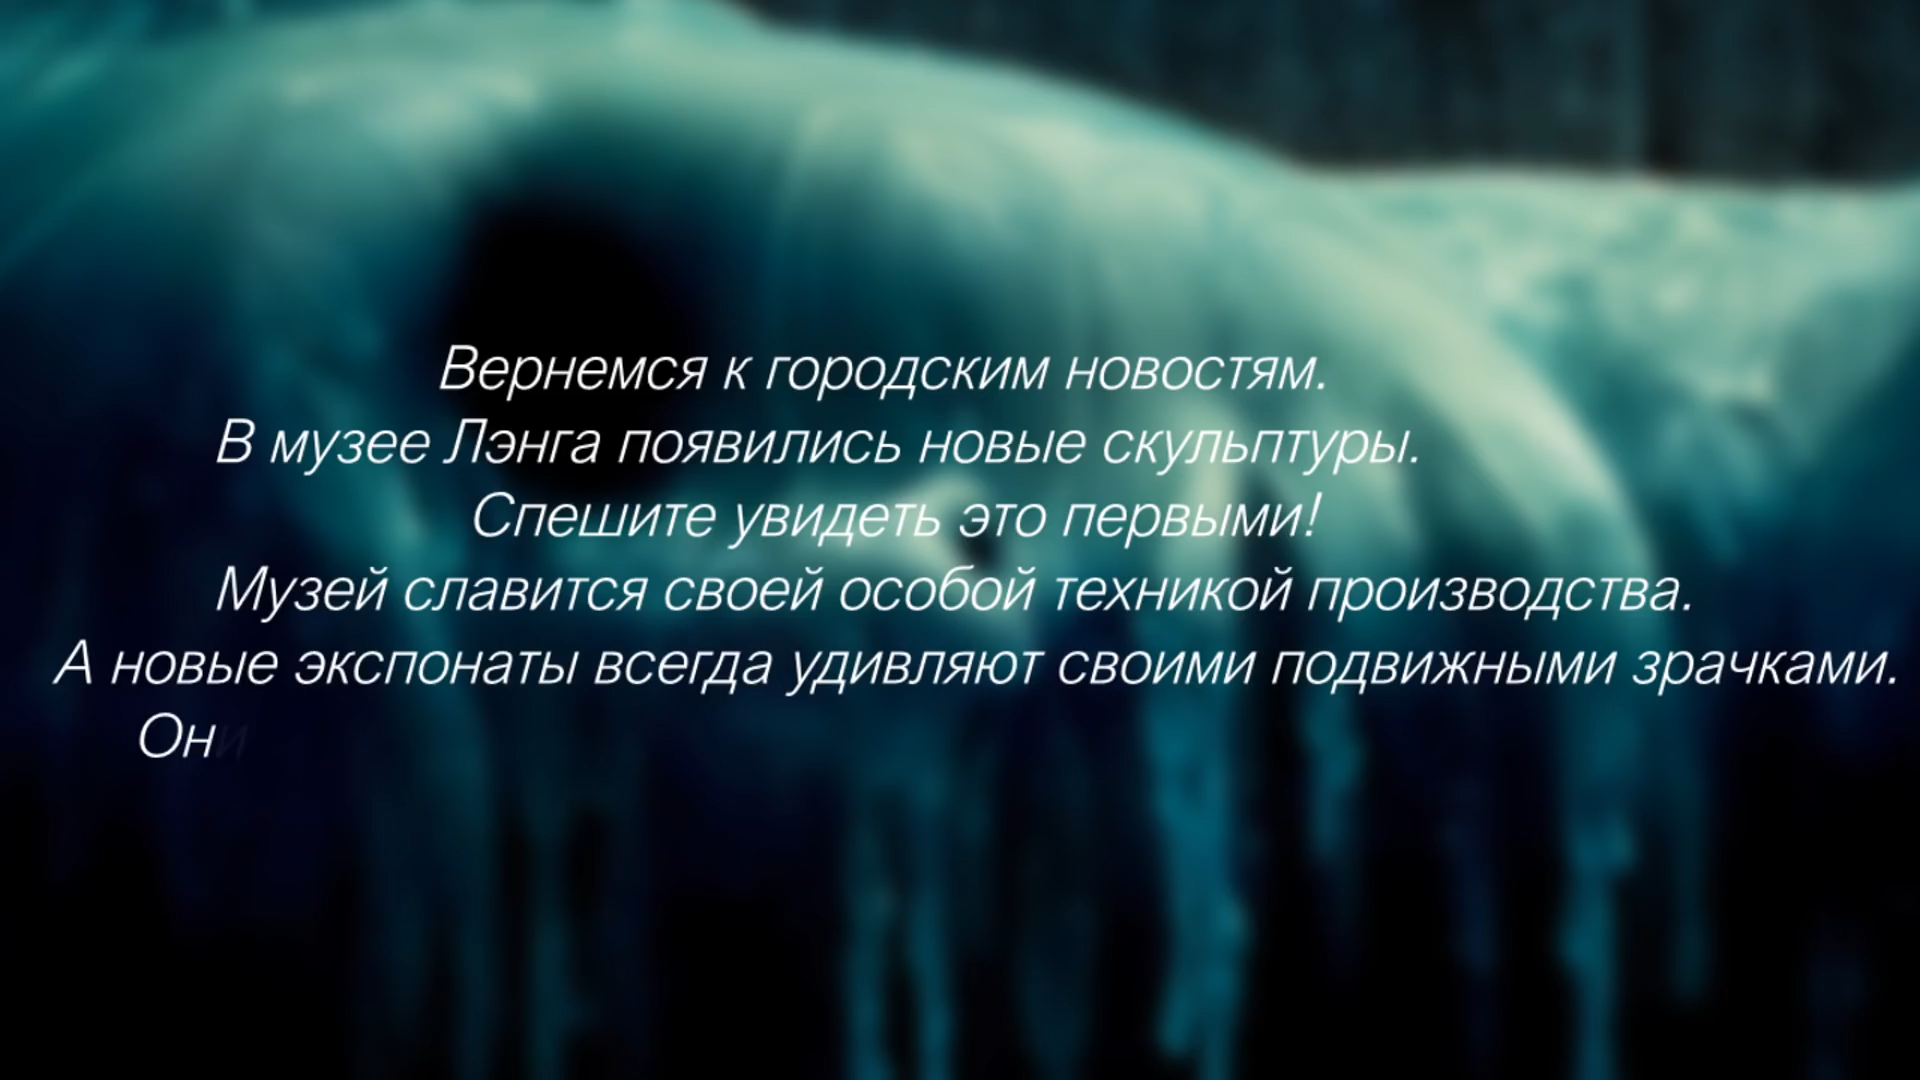 Вернемся к городским новостям.
В музее Лэнга появились новые скульптуры.
Спешите увидеть это первыми!
Музей славится своей особой техникой производства.
А новые экспонаты всегда удивляют своими подвижными зрачками.
Они